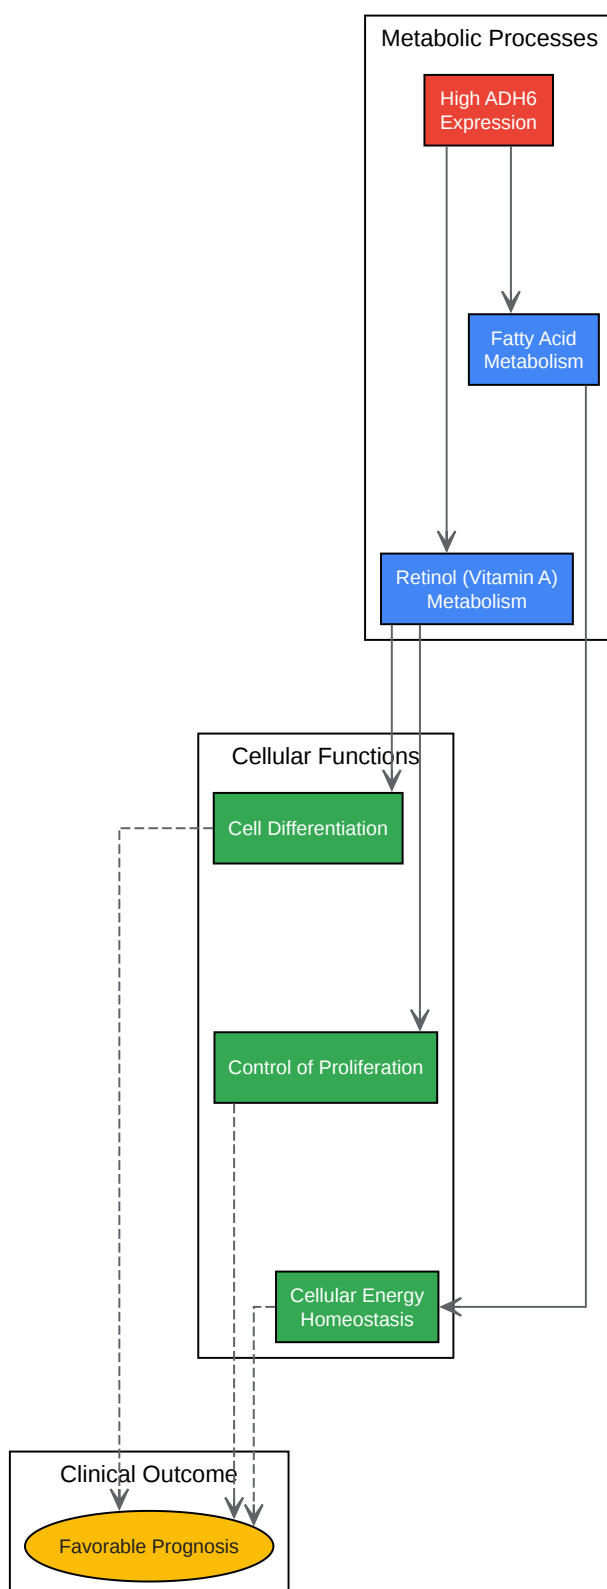 Metabolic Processes
High ADH6
Expression
Fatty Acid
Metabolism
Retinol (Vitamin A)
Metabolism
Cellular Functions
Cell Differentiation
Control of Proliferation
Cellular Energy
Homeostasis
Clinical Outcome
Favorable Prognosis